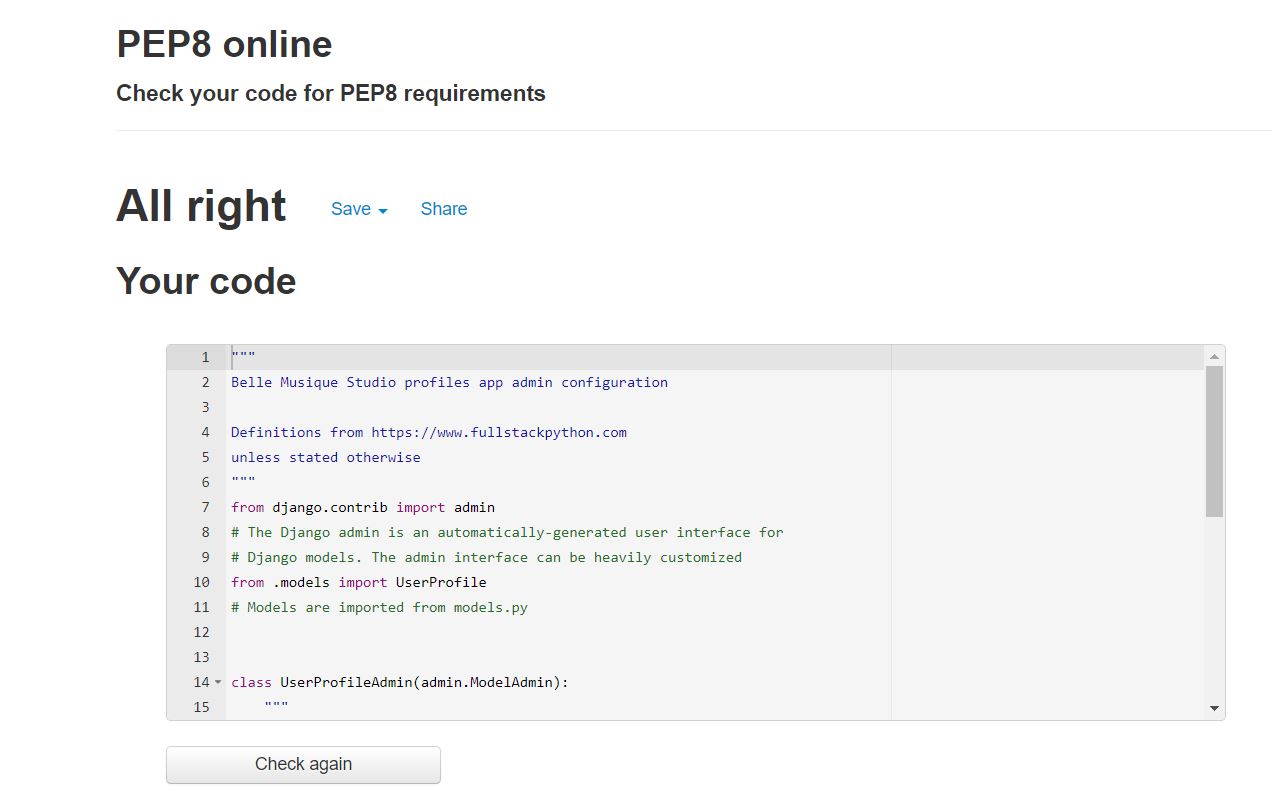 PEP8 online
Check your code for PEP8 requirements
All right Save Share
Your code
1 """
2 Belle Musique Studio profiles app admin configuration
3
4 Definitions from https://www.fullstackpython.com
5 unless stated otherwise
6 """
7 from django.contrib import admin
8 # The Django admin is an automatically-generated user interface for
9 # Django models. The admin interface can be heavily customized
10 from .models import UserProfile
11 # Models are imported from models.py
12
13
14 class UserProfileAdmin(admin.ModelAdmin):
15     """
Check again